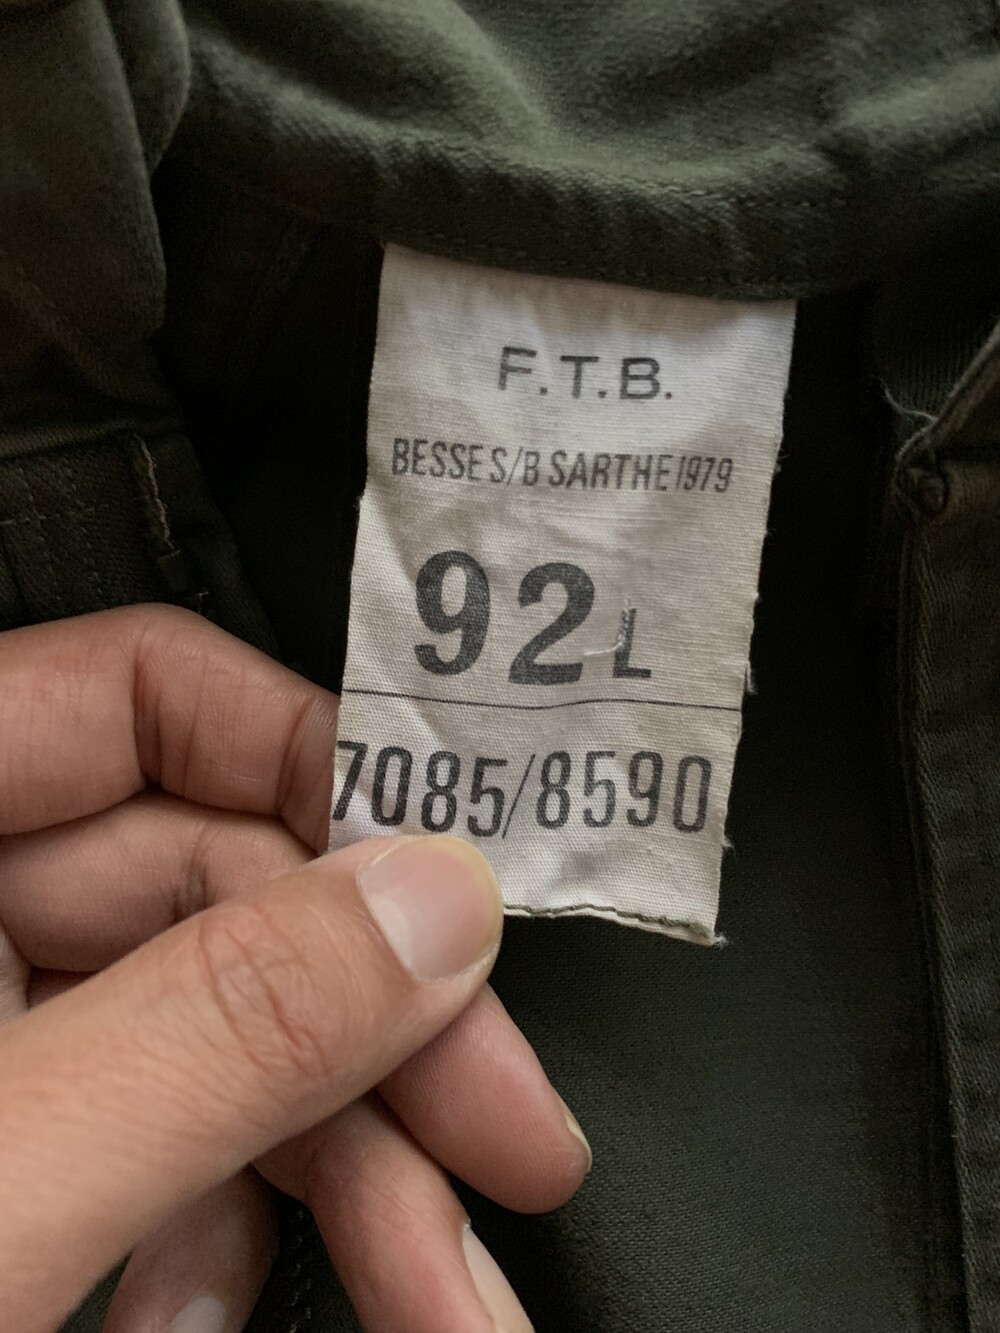 F.T.B.
BESSE S/B SARTHE 1979
92L
7085/8590